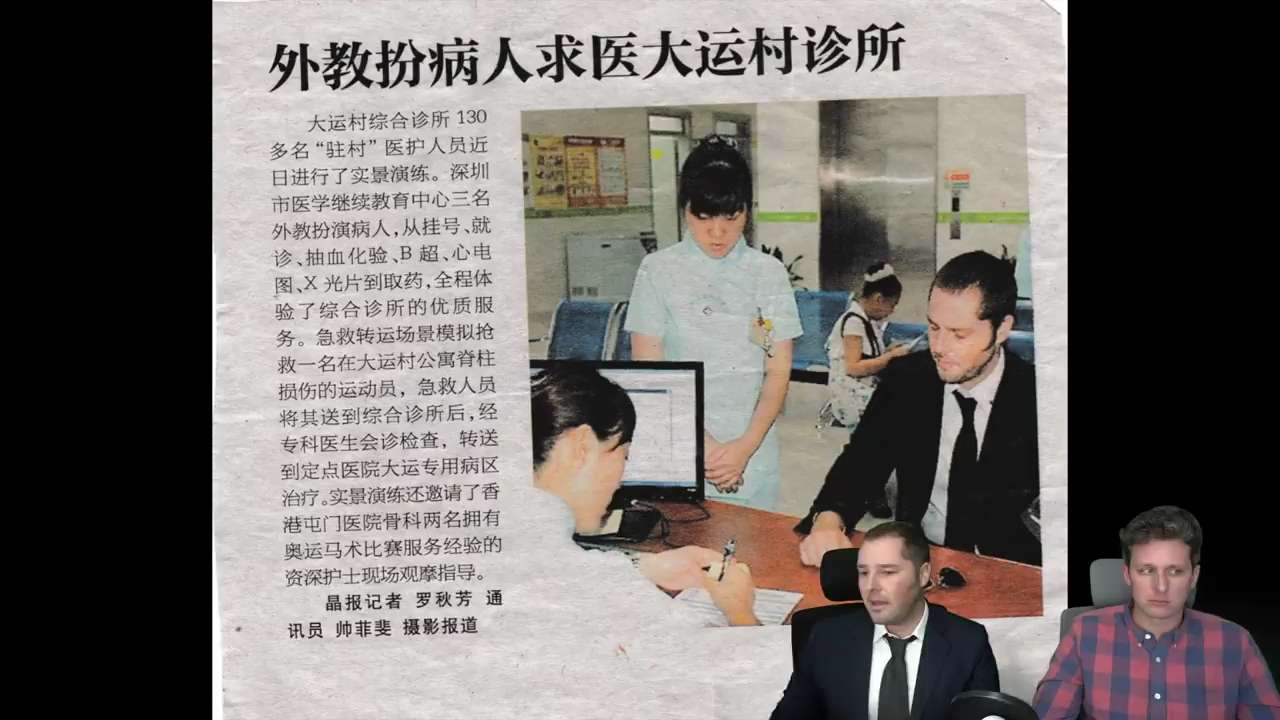 外教扮病人求医大运村诊所
大运村综合诊所 130
多名“驻村”医护人员近
日进行了实景演练。深圳
市医学继续教育中心三名
外教扮演病人，从挂号、就
诊、抽血化验、B 超、心电
图、X 光片到取药，全程体
验了综合诊所的优质服
务。急救转运场景模拟抢
救一名在大运村公寓脊柱
损伤的运动员，急救人员
将其送到综合诊所后，经
专科医生会诊检查，转送
到定点医院大运专用病区
治疗。实景演练还邀请了香
港屯门医院骨科两名拥有
奥运马术比赛服务经验的
资深护士现场观摩指导。
晶报记者 罗秋芳 通
讯员 帅菲斐 摄影报道